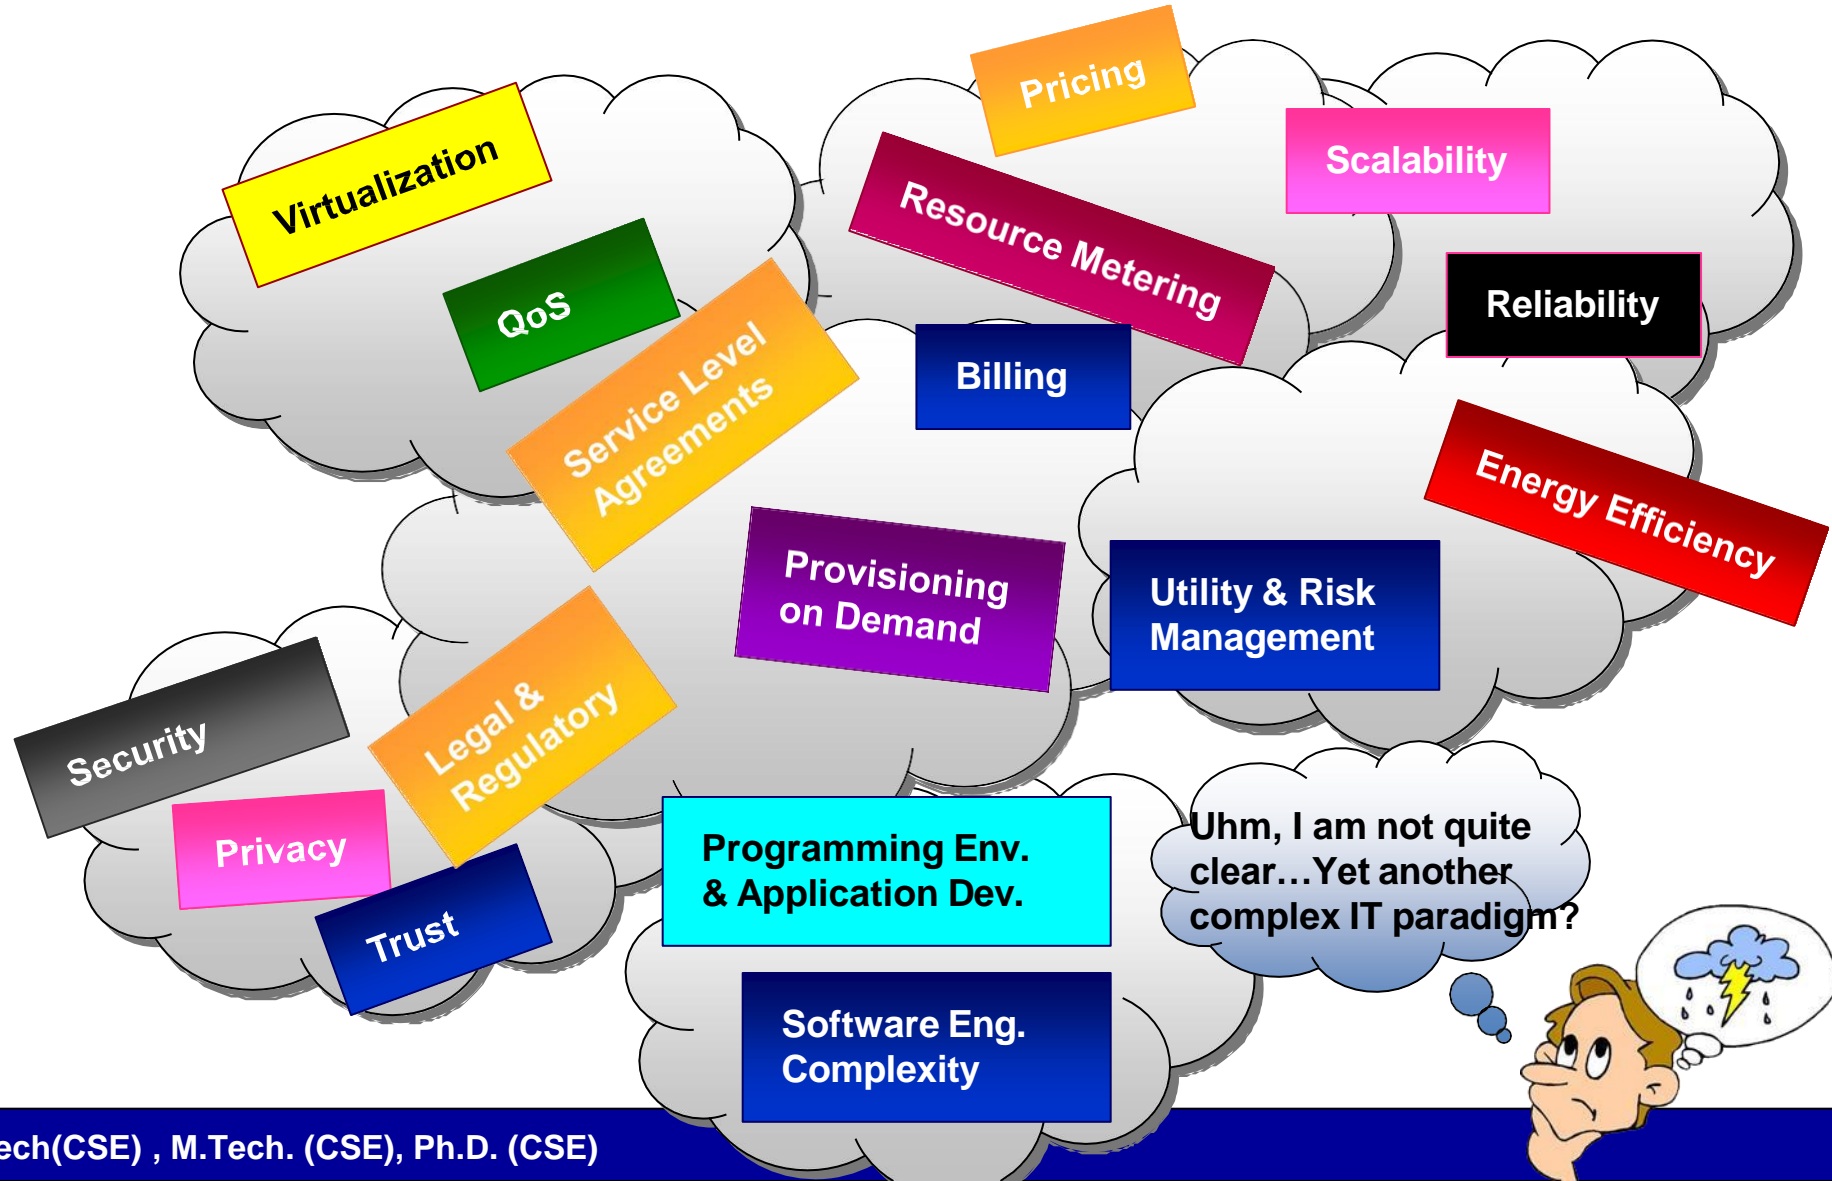 Pricing
Virtualization
Scalability
Resource Metering
QoS
Reliability
Service Level
Agreements
Billing
Energy Efficiency
Provisioning
on Demand
Utility & Risk
Management
Security
Legal &
Regulatory
Privacy
Trust
Programming Env.
& Application Dev.
Uhm, I am not quite
clear…Yet another
complex IT paradigm?
Software Eng.
Complexity
ech(CSE) , M.Tech. (CSE), Ph.D. (CSE)